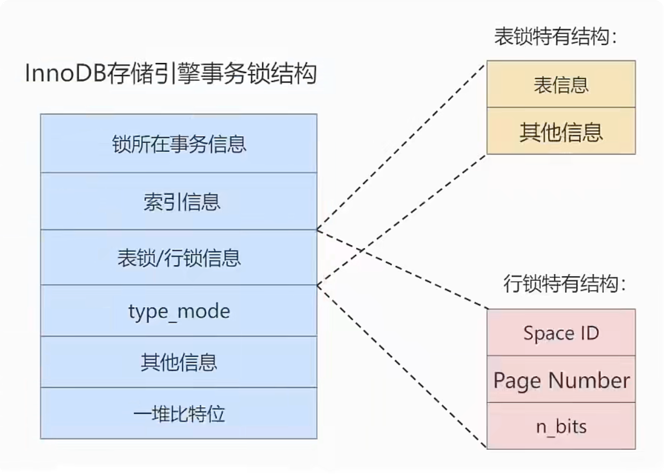 InnoDB存储引擎事务锁结构
锁所在事务信息
索引信息
表锁/行锁信息
type_mode
其他信息
一堆比特位
表锁特有结构：
表信息
其他信息
行锁特有结构：
Space ID
Page Number
n_bits